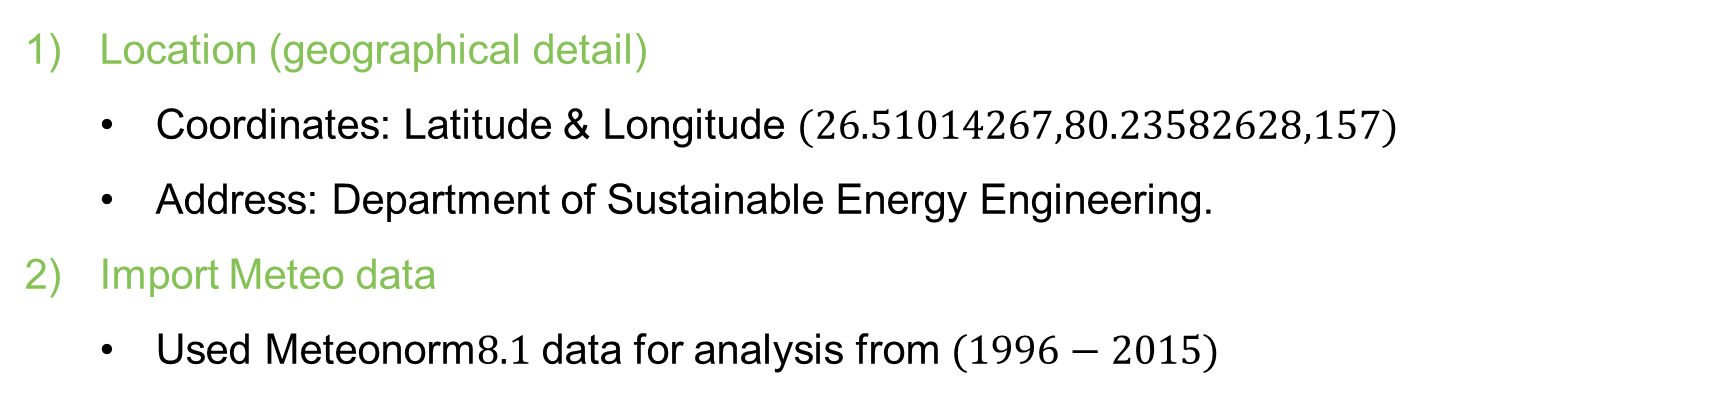 1) Location (geographical detail)
• Coordinates: Latitude & Longitude (26.51014267,80.23582628,157)
• Address: Department of Sustainable Energy Engineering.
2) Import Meteo data
• Used Meteonorm8.1 data for analysis from (1996 − 2015)